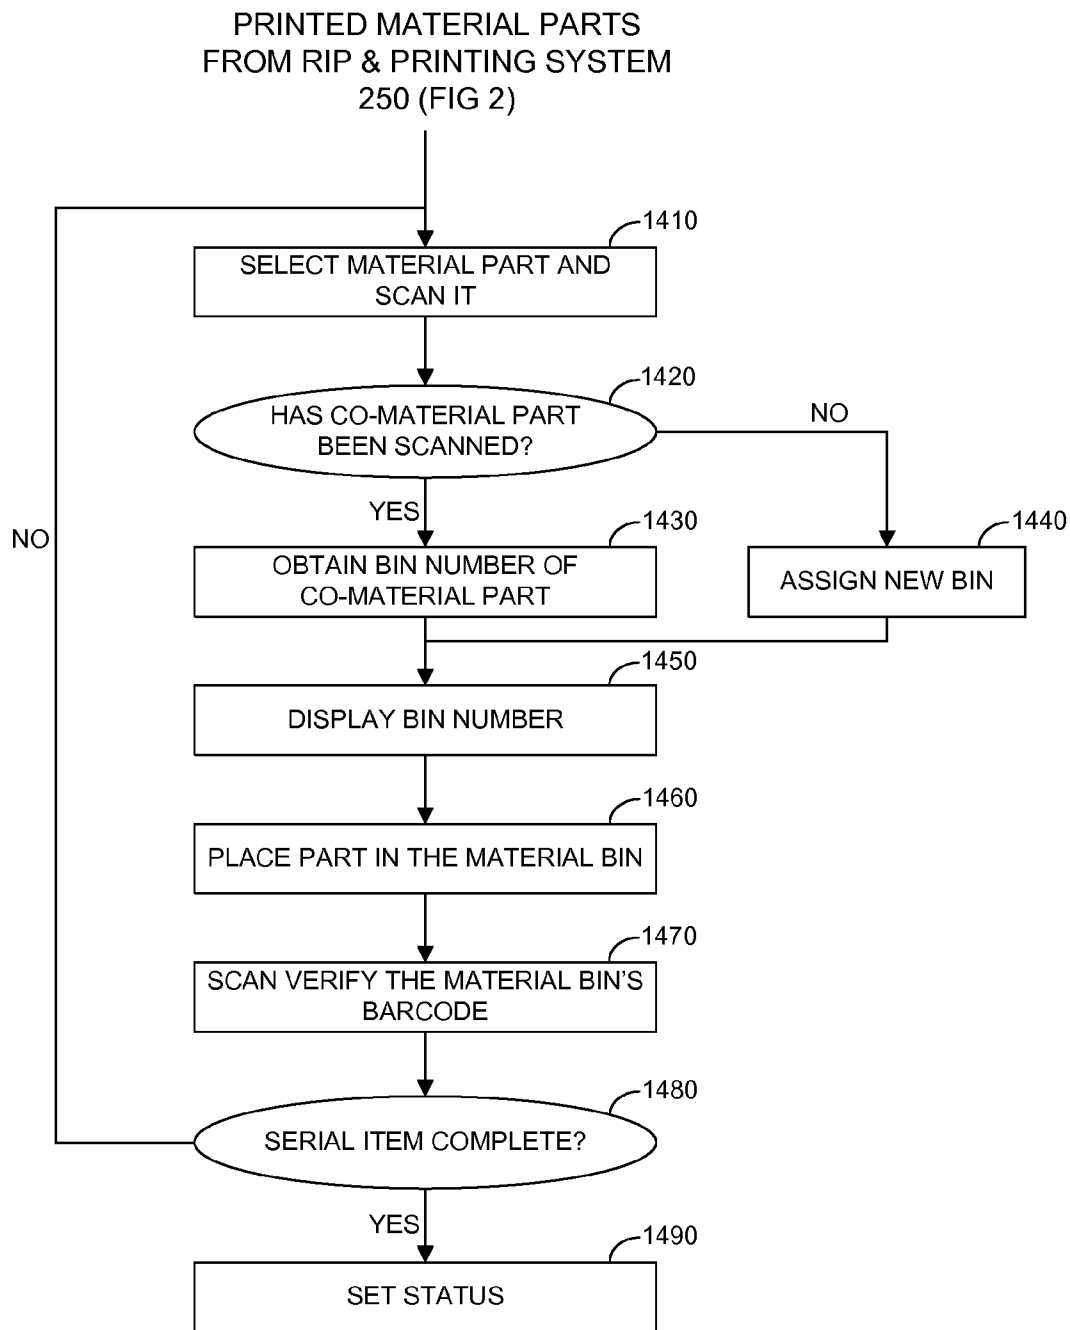 PRINTED MATERIAL PARTS
FROM RIP & PRINTING SYSTEM
250 (FIG 2)
1410
SELECT MATERIAL PART AND
SCAN IT
1420
HAS CO-MATERIAL PART
BEEN SCANNED?
NO
YES
NO
1430
OBTAIN BIN NUMBER OF
CO-MATERIAL PART
1440
ASSIGN NEW BIN
1450
DISPLAY BIN NUMBER
1460
PLACE PART IN THE MATERIAL BIN
1470
SCAN VERIFY THE MATERIAL BIN'S
BARCODE
1480
SERIAL ITEM COMPLETE?
YES
1490
SET STATUS